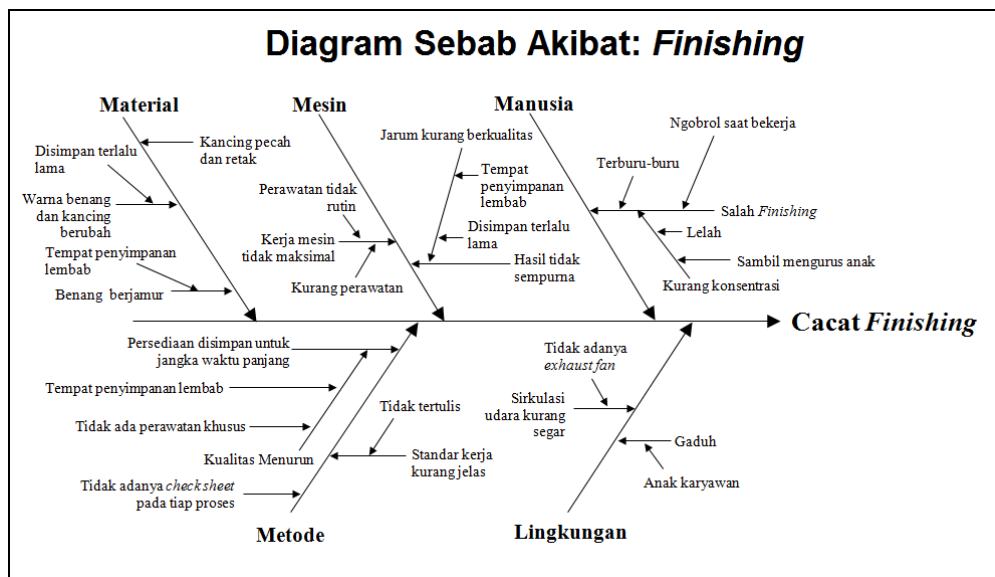 Diagram Sebab Akibat: Finishing
Material
Mesin
Manusia
Kancing pecah
dan retak
Disimpan terlalu
lama
Warna benang
dan kancing
berubah
Tempat penyimpanan
lembab
Benang berjamur
Perawatan tidak
rutin
Kerja mesin
tidak maksimal
Kurang perawatan
Jarum kurang berkualitas
Tempat
penyimpanan
lembab
Disimpan terlalu
lama
Hasil tidak
sempurna
Ngobrol saat bekerja
Terburu-buru
Salah Finishing
Lelah
Sambil mengurus anak
Kurang konsentrasi
Cacat Finishing
Persediaan disimpan untuk
jangka waktu panjang
Tempat penyimpanan lembab
Tidak ada perawatan khusus
Kualitas Menurun
Tidak adanya check sheet
pada tiap proses
Tidak tertulis
Standar kerja
kurang jelas
Metode
Tidak adanya
exhaust fan
Sirkulasi
udara kurang
segar
Gaduh
Anak karyawan
Lingkungan